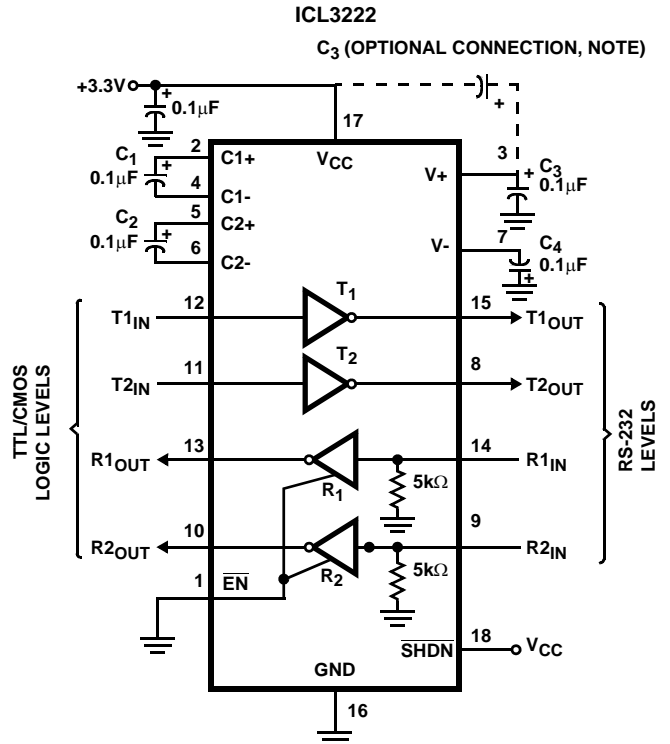 ICL3222
C3 (OPTIONAL CONNECTION, NOTE)
+3.3V
+
0.1μF
17
+
VCC
C1
0.1μF
+
2
C1+
4
C1-
C2
0.1μF
+
5
C2+
6
C2-
3
V+
+
C3
0.1μF
7
V-
C4
0.1μF
+
TTL/CMOS
LOGIC LEVELS
RS-232
LEVELS
T1IN
12
T1
15
T1OUT
T2IN
11
T2
8
T2OUT
R1OUT
13
R1
14
R1IN
5kΩ
R2OUT
10
R2
9
R2IN
5kΩ
1
EN
SHDN
18
VCC
GND
16